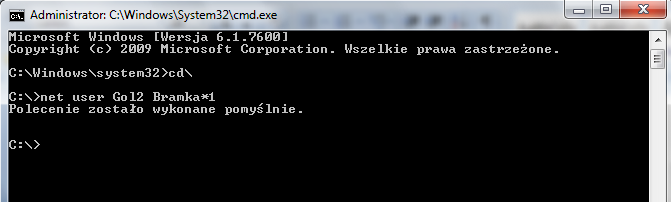 Administrator: C:\Windows\System32\cmd.exe
Microsoft Windows [Wersja 6.1.7600]
Copyright (c) 2009 Microsoft Corporation. Wszelkie prawa zastrzeżone.
C:\Windows\system32>cd\
C:\>net user Gol2 Bramka*1
Polecenie zostało wykonane pomyślnie.
C:\>